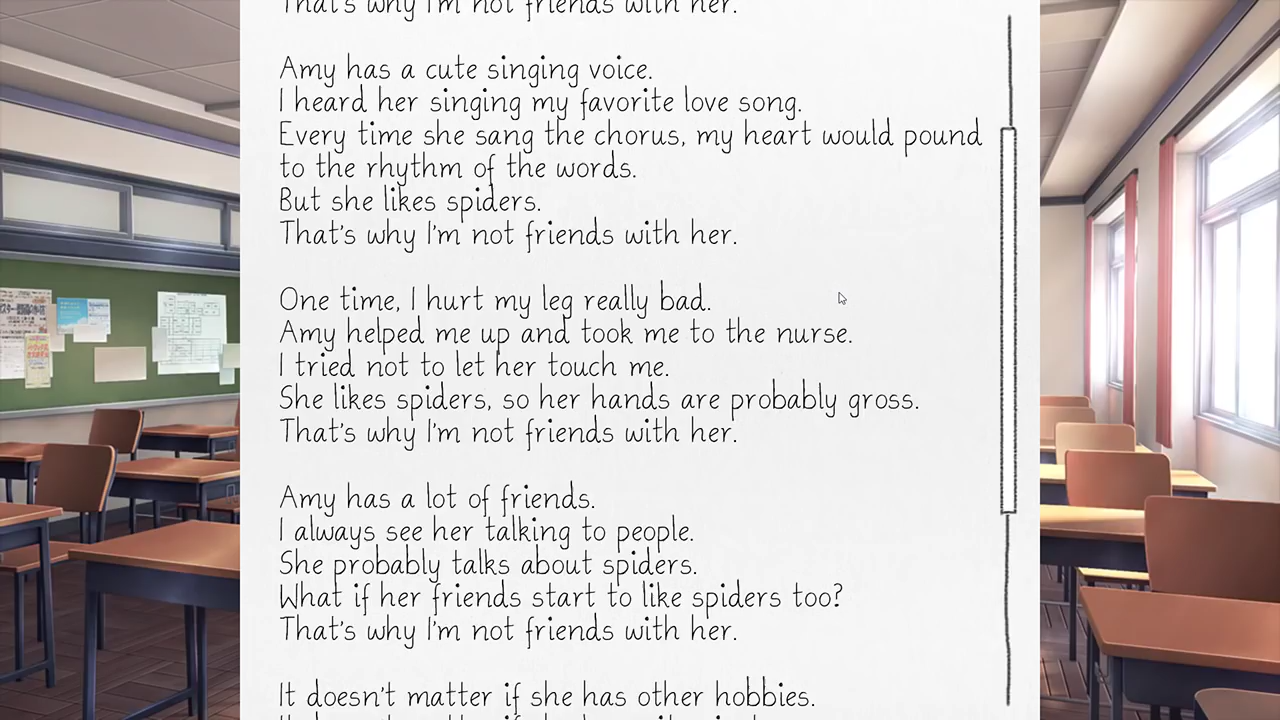 That's why I'm not friends with her.
Amy has a cute singing voice.
I heard her singing my favorite love song.
Every time she sang the chorus, my heart would pound
to the rhythm of the words.
But she likes spiders.
That's why I'm not friends with her.
One time, I hurt my leg really bad.
Amy helped me up and took me to the nurse.
I tried not to let her touch me.
She likes spiders, so her hands are probably gross.
That's why I'm not friends with her.
Amy has a lot of friends.
I always see her talking to people.
She probably talks about spiders.
What if her friends start to like spiders too?
That's why I'm not friends with her.
It doesn't matter if she has other hobbies.